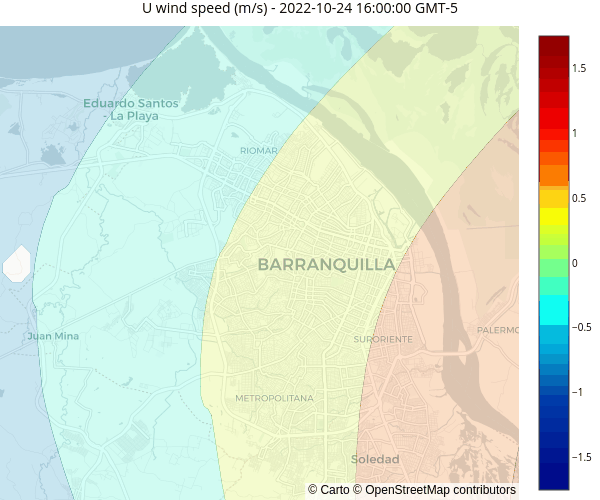 U wind speed (m/s) - 2022-10-24 16:00:00 GMT-5
Eduardo Santos
- La Playa
RIOMAR
BARRANQUILLA
Juan Mina
SURORIENTE
PALERMO
METROPOLITANA
Soledad
© Carto © OpenStreetMap contributors
1.5
1
0.5
0
−0.5
−1
−1.5